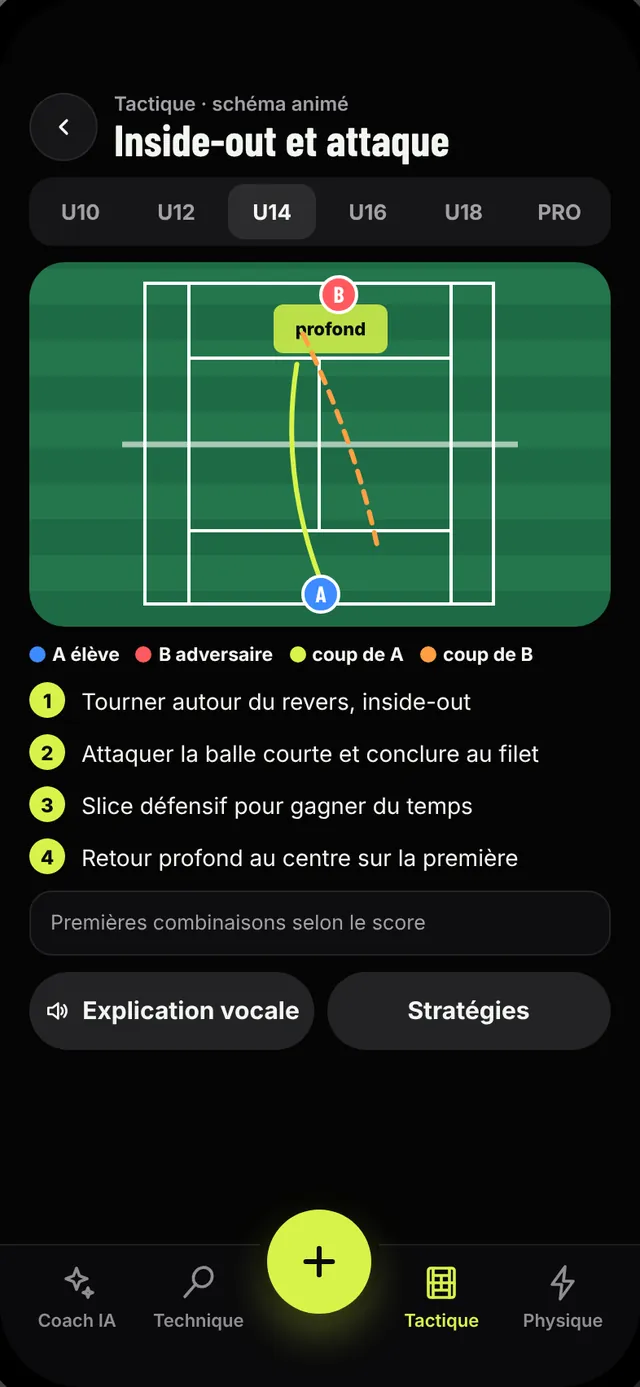 Tactique · schéma animé
Inside-out et attaque
U10 U12 U14 U16 U18 PRO
B
profond
A
A élève B adversaire coup de A coup de B
1 Tourner autour du revers, inside-out
2 Attaquer la balle courte et conclure au filet
3 Slice défensif pour gagner du temps
4 Retour profond au centre sur la première
Premières combinaisons selon le score
Explication vocale Stratégies
Coach IA Technique Tactique Physique